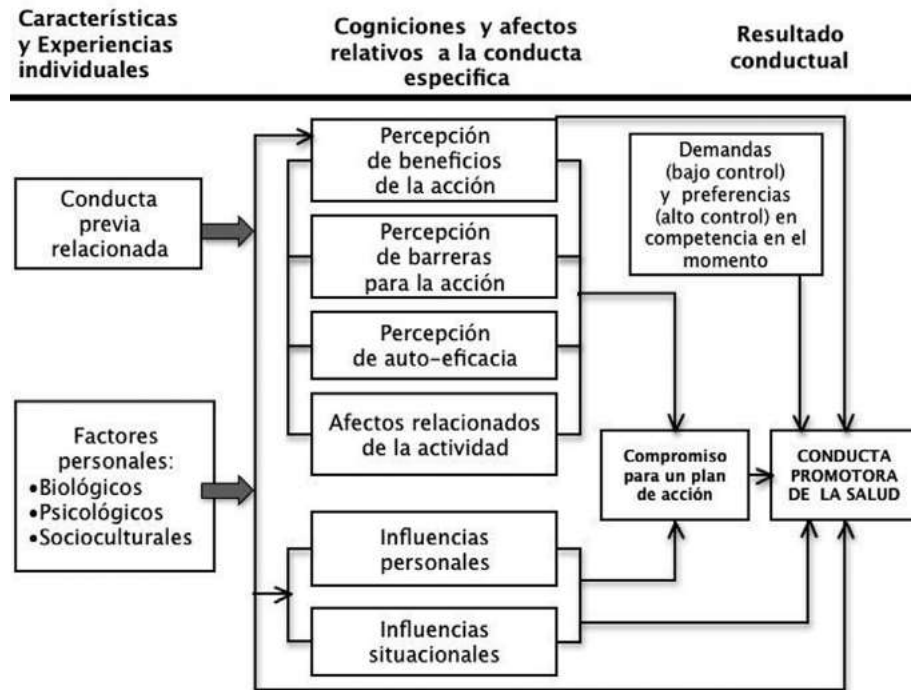 Características
y Experiencias
individuales
Cogniciones y afectos
relativos a la conducta
especifica
Resultado
conductual
Conducta
previa
relacionada
Factores
personales:
•Biológicos
•Psicológicos
•Socioculturales
Percepción
de beneficios
de la acción
Percepción
de barreras
para la acción
Percepción
de auto-eficacia
Afectos relacionados
de la actividad
Influencias
personales
Influencias
situacionales
Demandas
(bajo control)
y preferencias
(alto control) en
competencia en el
momento
Compromiso
para un plan
de acción
CONDUCTA
PROMOTORA
DE LA SALUD